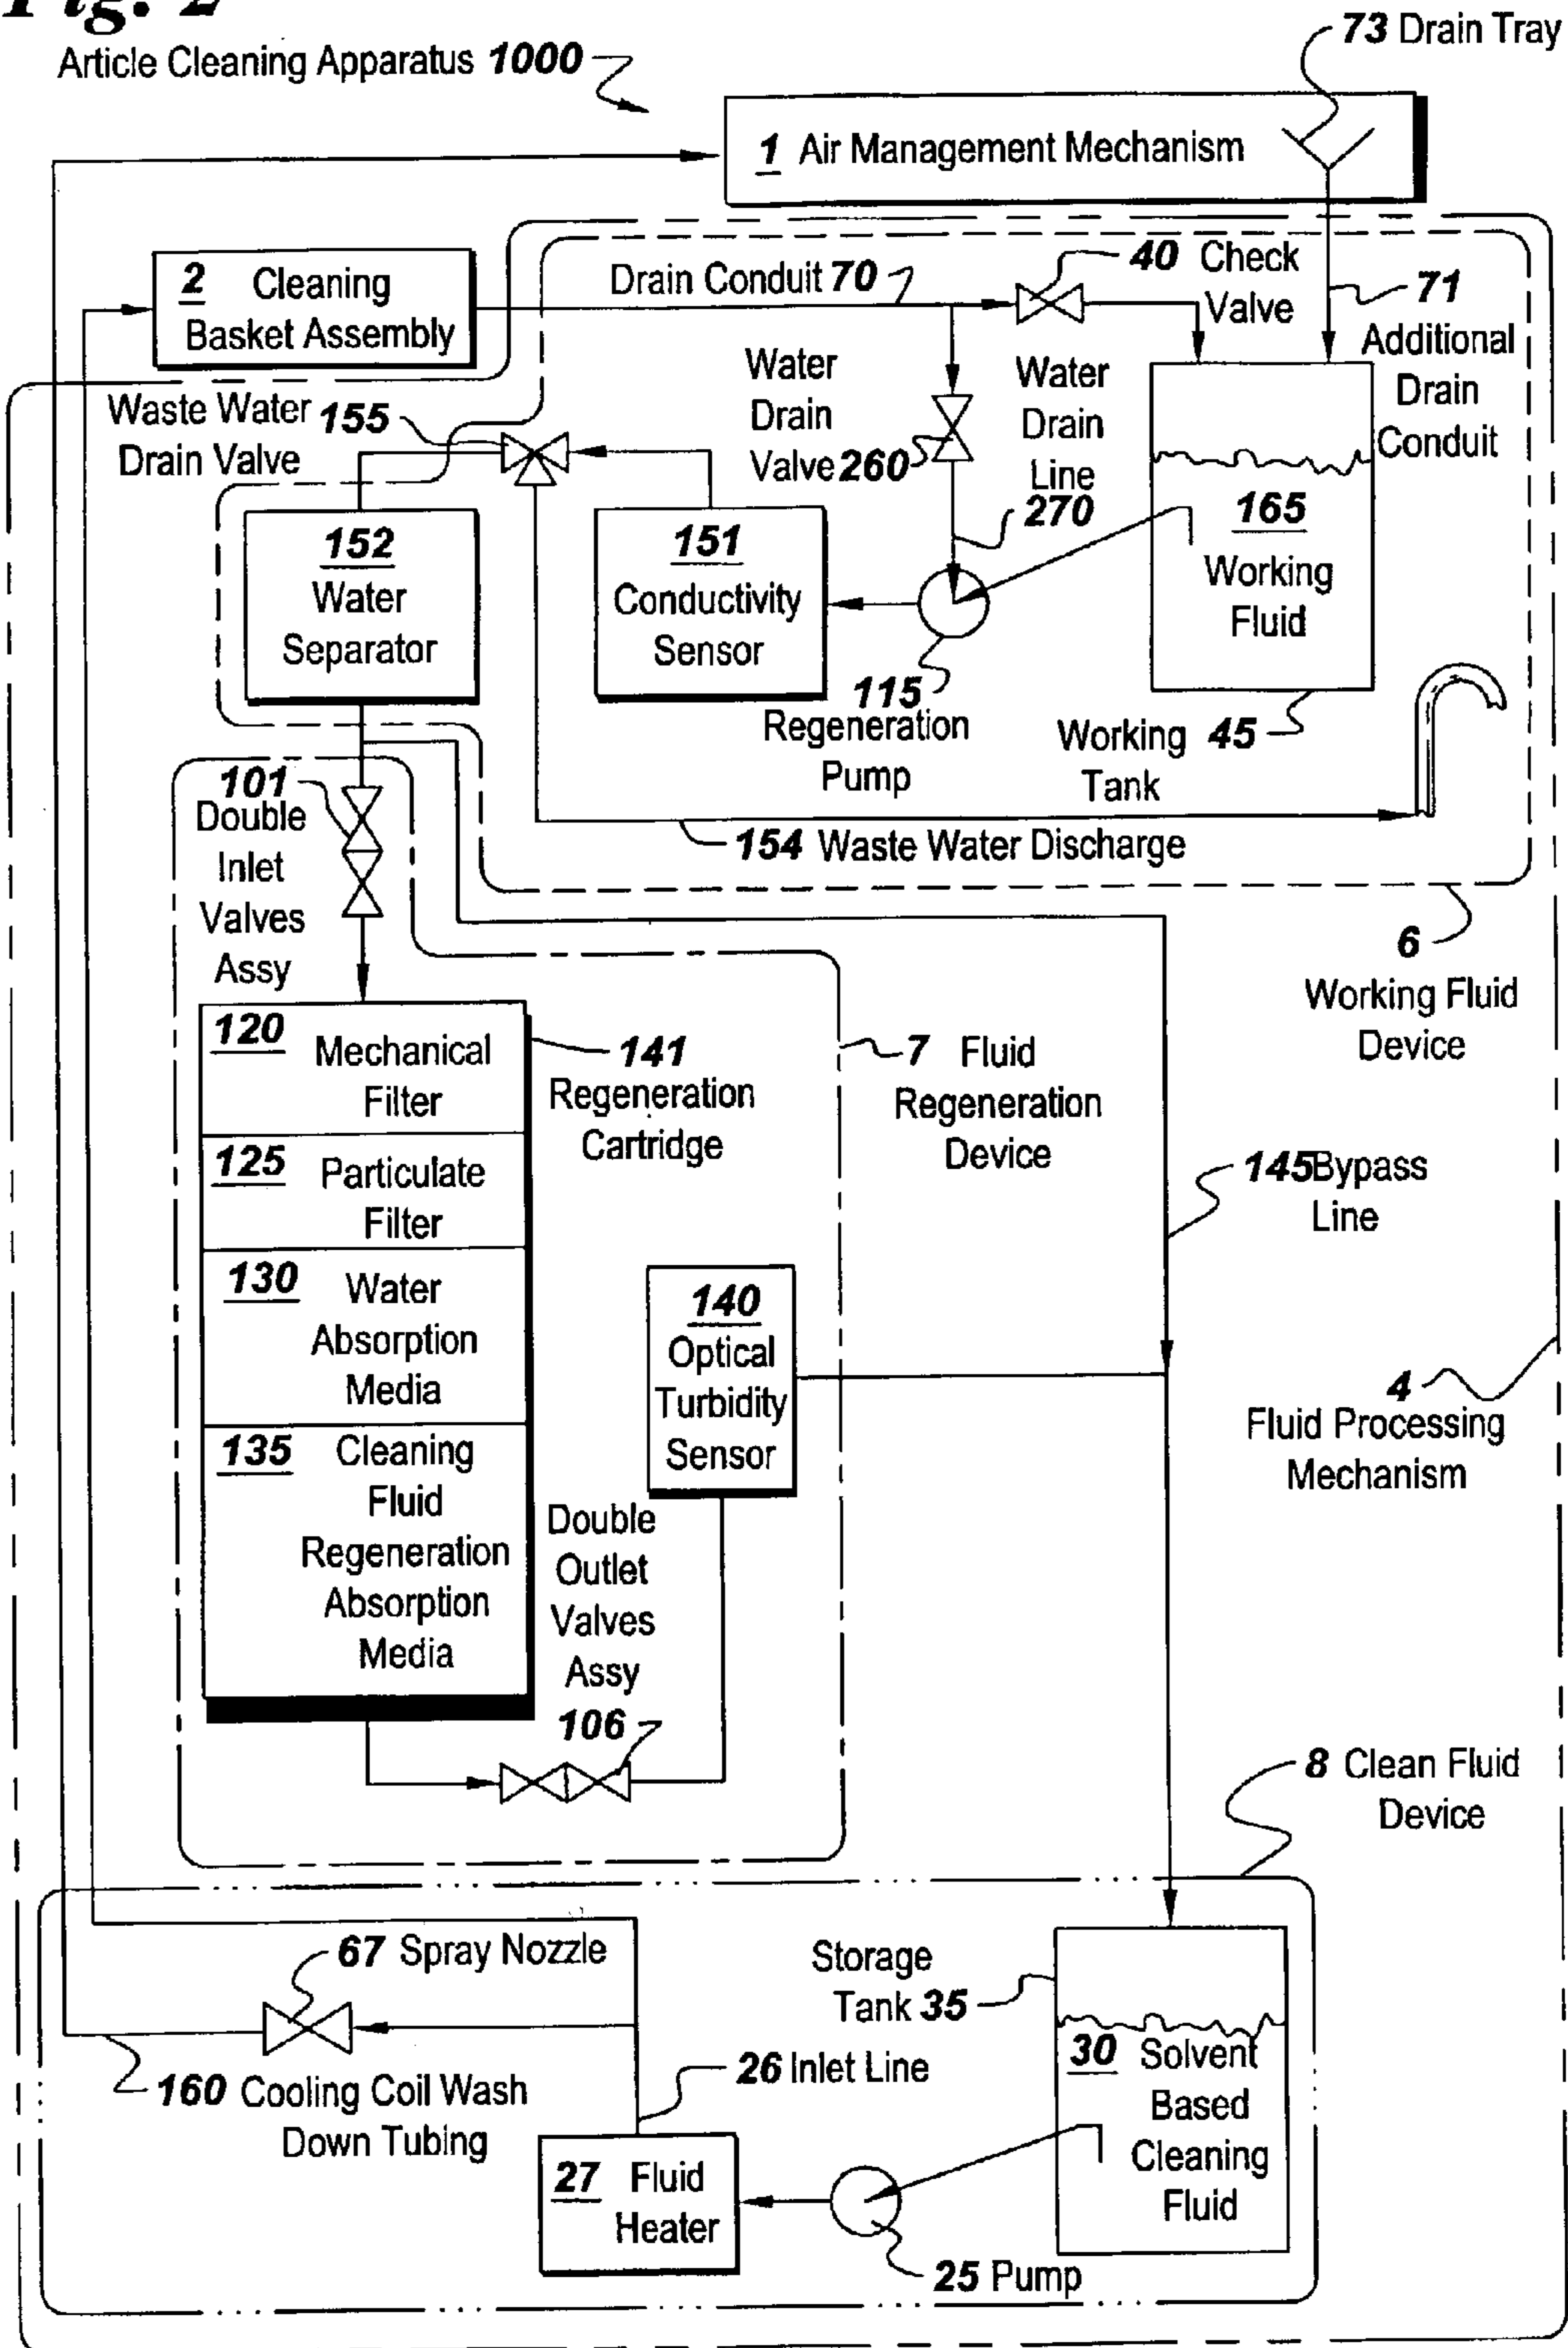 Fig. 2
Article Cleaning Apparatus 1000
73 Drain Tray
1 Air Management Mechanism
2 Cleaning
Basket Assembly
Drain Conduit 70
40 Check
Valve
71
Additional
Drain
Conduit
Water
Drain
Valve 260
Water
Drain
Line
270
Waste Water 155
Drain Valve
152
Water
Separator
151
Conductivity
Sensor
165
Working
Fluid
115
Regeneration
Pump
Working 45
Tank
101
Double
Inlet
Valves
Assy
154 Waste Water Discharge
6
Working Fluid
Device
120 Mechanical
Filter
141
Regeneration
Cartridge
7 Fluid
Regeneration
Device
125 Particulate
Filter
145 Bypass
Line
130 Water
Absorption
Media
140
Optical
Turbidity
Sensor
4
Fluid Processing
Mechanism
135 Cleaning
Fluid
Regeneration
Absorption
Media
Double
Outlet
Valves
Assy
106
8 Clean Fluid
Device
67 Spray Nozzle
Storage
Tank 35
30 Solvent
Based
Cleaning
Fluid
26 Inlet Line
160 Cooling Coil Wash
Down Tubing
27 Fluid
Heater
25 Pump